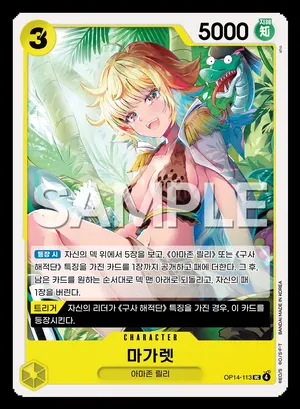 3
5000
지혜
知
SAMPLE
등장 시 자신의 덱 위에서 5장을 보고, 《아마존 릴리》 또는 《구사
해적단》 특징을 가진 카드를 1장까지 공개하고 패에 더한다. 그 후,
남은 카드를 원하는 순서대로 덱 맨 아래로 되돌리고, 자신의 패
1장을 버린다.
트리거 자신의 리더가 《구사 해적단》 특징을 가진 경우, 이 카드를
등장시킨다.
CHARACTER
마가렛
아마존 릴리
OP14-113 UC